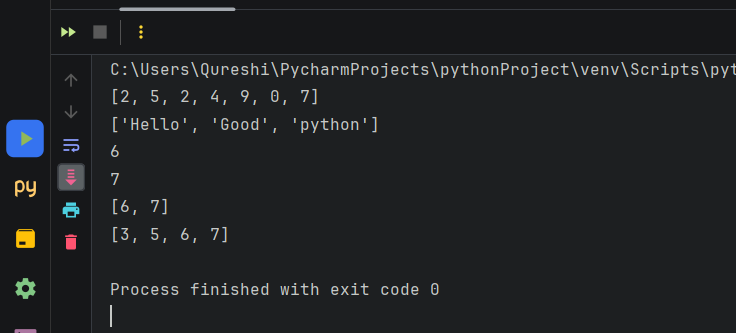 C:\Users\Qureshi\PycharmProjects\pythonProject\venv\Scripts\pyt
[2, 5, 2, 4, 9, 0, 7]
['Hello', 'Good', 'python']
6
7
py
[6, 7]
[3, 5, 6, 7]
Process finished with exit code 0